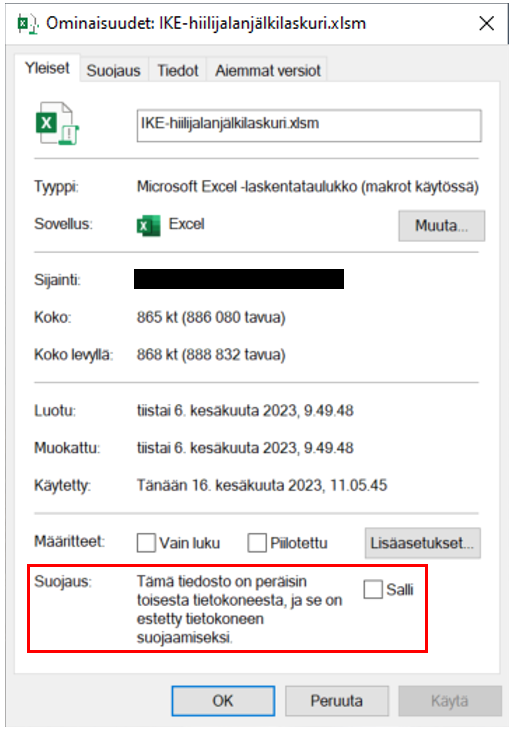 Ominaisuudet: IKE-hiilijalanjälkilaskuri.xlsm
Yleiset Suojaus Tiedot Aiemmat versiot
IKE-hiilijalanjälkilaskuri.xlsm
Tyyppi: Microsoft Excel -laskentataulukko (makrot käytössä)
Sovellus: Excel Muuta...
Sijainti:
Koko: 865 kt (886 080 tavua)
Koko levyllä: 868 kt (888 832 tavua)
Luotu: tiistai 6. kesäkuuta 2023, 9.49.48
Muokattu: tiistai 6. kesäkuuta 2023, 9.49.48
Käytetty: Tänään 16. kesäkuuta 2023, 11.05.45
Määritteet: Vain luku Piilotettu Lisäasetukset...
Suojaus: Tämä tiedosto on peräisin Salli
toisesta tietokoneesta, ja se on
estetty tietokoneen
suojaamiseksi.
OK Peruuta Käytä